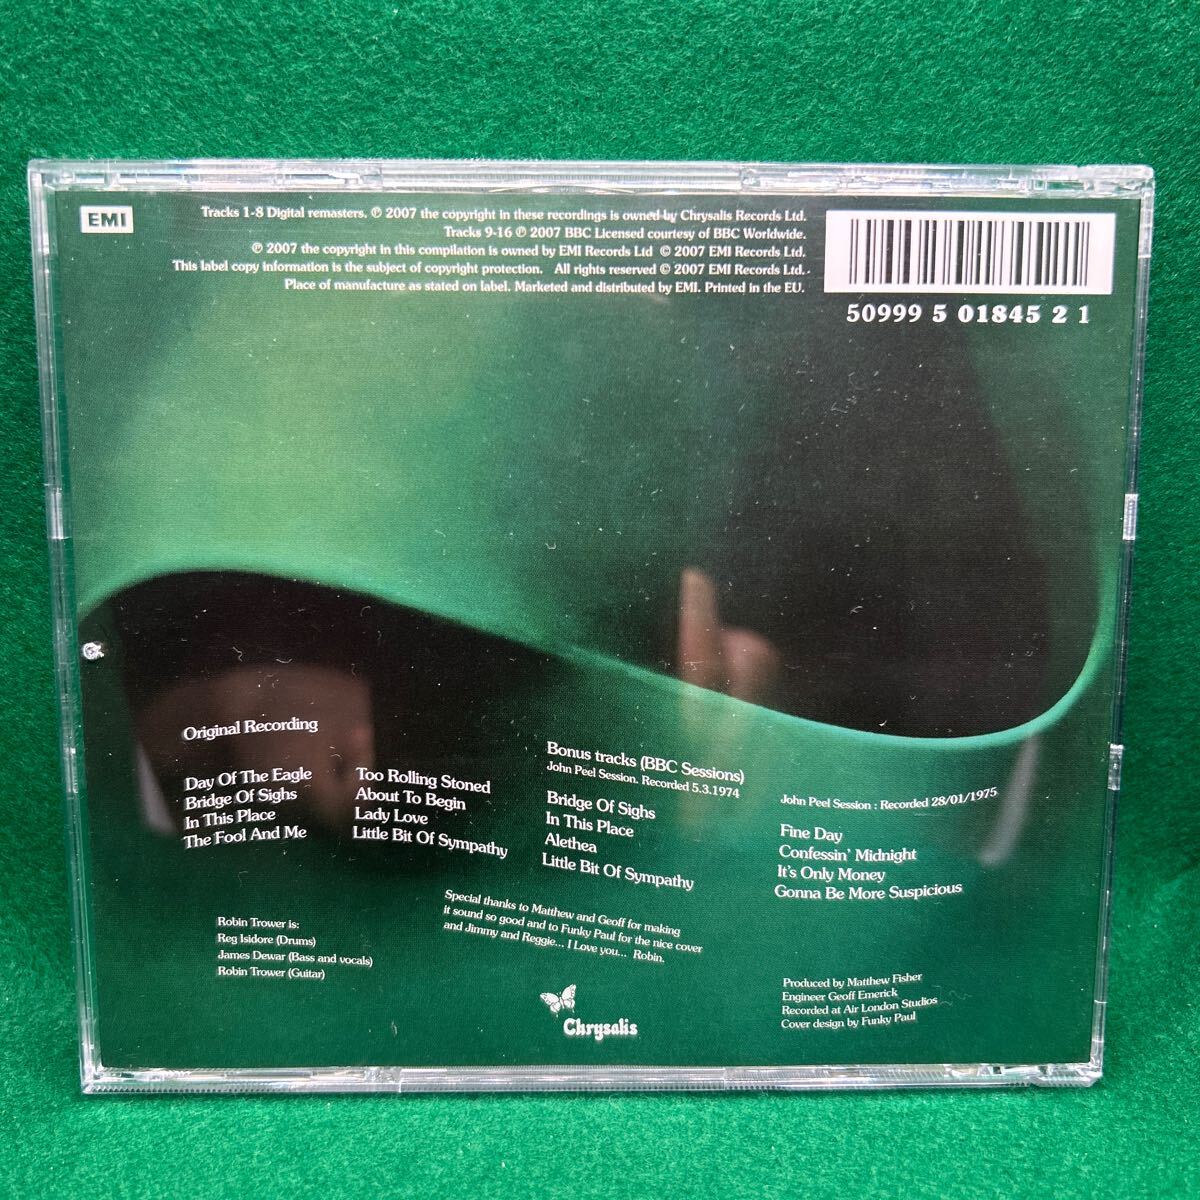 EMI
Tracks 1-8 Digital remasters. ℗ 2007 the copyright in these recordings is owned by Chrysalis Records Ltd.
Tracks 9-16 ℗ 2007 BBC Licensed courtesy of BBC Worldwide.
℗ 2007 the copyright in this compilation is owned by EMI Records Ltd © 2007 EMI Records Ltd.
This label copy information is the subject of copyright protection. All rights reserved © 2007 EMI Records Ltd.
Place of manufacture as stated on label. Marketed and distributed by EMI. Printed in the EU.
50999 5 01845 2 1
Original Recording
Day Of The Eagle
Bridge Of Sighs
In This Place
The Fool And Me
Too Rolling Stoned
About To Begin
Lady Love
Little Bit Of Sympathy
Bonus tracks (BBC Sessions)
John Peel Session. Recorded 5.3.1974
Bridge Of Sighs
In This Place
Alethea
Little Bit Of Sympathy
John Peel Session : Recorded 28/01/1975
Fine Day
Confessin' Midnight
It's Only Money
Gonna Be More Suspicious
Robin Trower is:
Reg Isidore (Drums)
James Dewar (Bass and vocals)
Robin Trower (Guitar)
Special thanks to Matthew and Geoff for making
it sound so good and to Funky Paul for the nice cover
and Jimmy and Reggie... I Love you... Robin.
Chrysalis
Produced by Matthew Fisher
Engineer Geoff Emerick
Recorded at Air London Studios
Cover design by Funky Paul